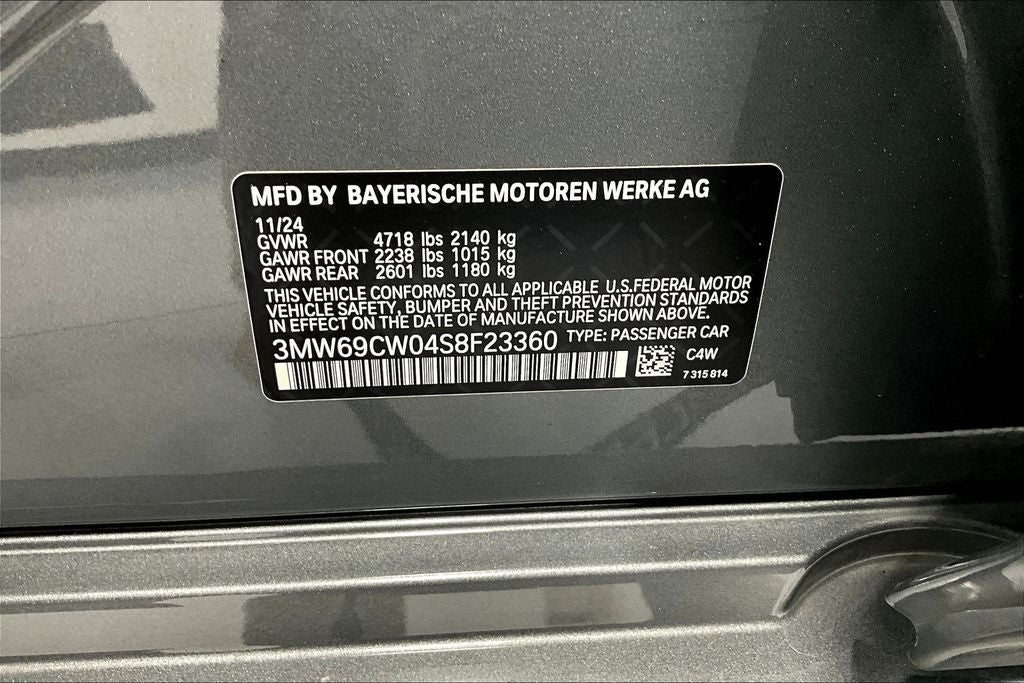 MFD BY BAYERISCHE MOTOREN WERKE AG
11/24
GVWR 4718 lbs 2140 kg
GAWR FRONT 2238 lbs 1015 kg
GAWR REAR 2601 lbs 1180 kg
THIS VEHICLE CONFORMS TO ALL APPLICABLE U.S.FEDERAL MOTOR
VEHICLE SAFETY, BUMPER AND THEFT PREVENTION STANDARDS
IN EFFECT ON THE DATE OF MANUFACTURE SHOWN ABOVE.
3MW69CW04S8F23360 TYPE: PASSENGER CAR
C4W
7 315 814